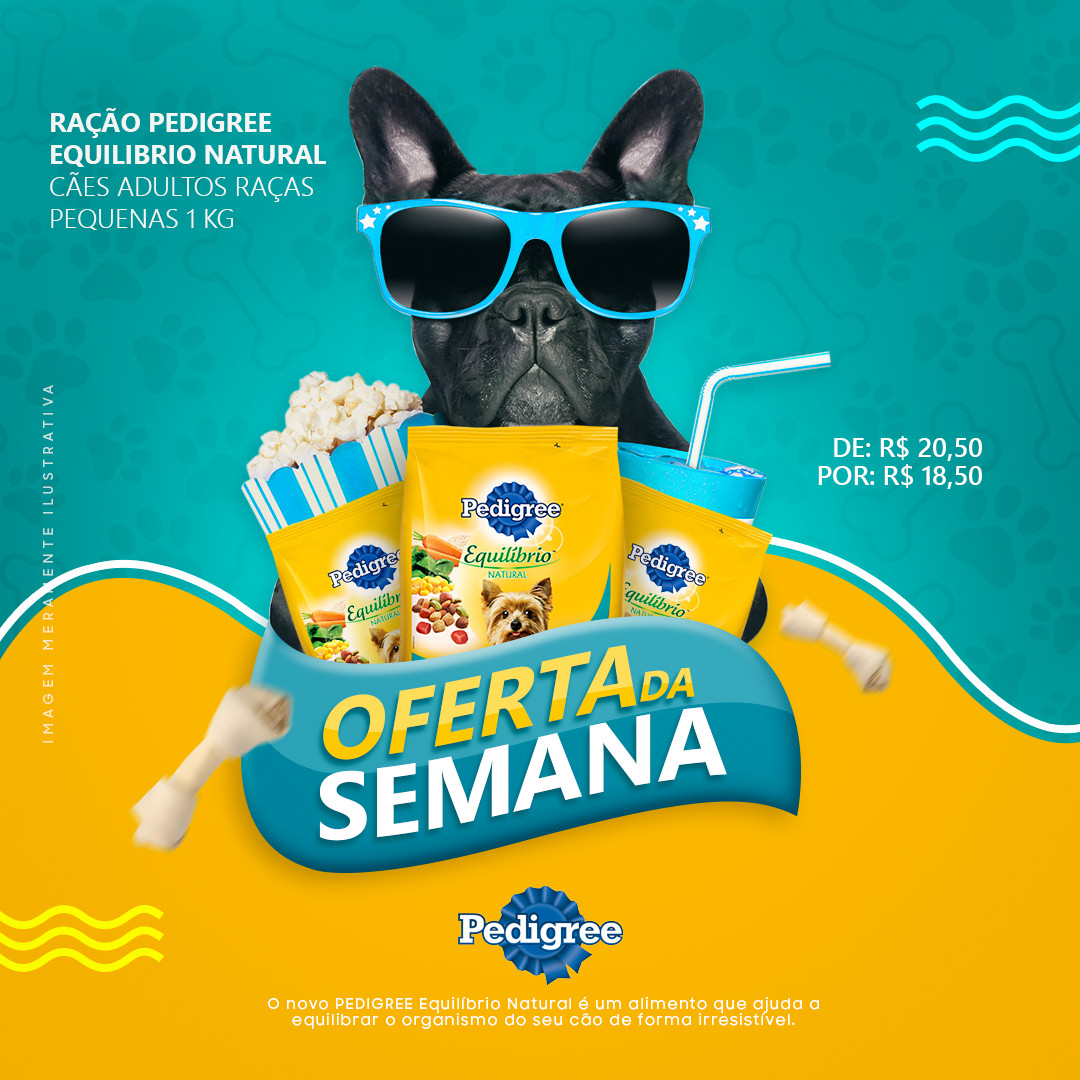 RAÇÃO PEDIGREE
EQUILIBRIO NATURAL
CÃES ADULTOS RAÇAS
PEQUENAS 1 KG
IMAGEM MERAMENTE ILUSTRATIVA
DE: R$ 20,50
POR: R$ 18,50
Pedigree
Equilíbrio
NATURAL
Pedigree
Equilíbr
NATURAL
Pedigree
Equilíbrio
OFERTA DA
SEMANA
Pedigree
O novo PEDIGREE Equilíbrio Natural é um alimento que ajuda a
equilibrar o organismo do seu cão de forma irresistível.